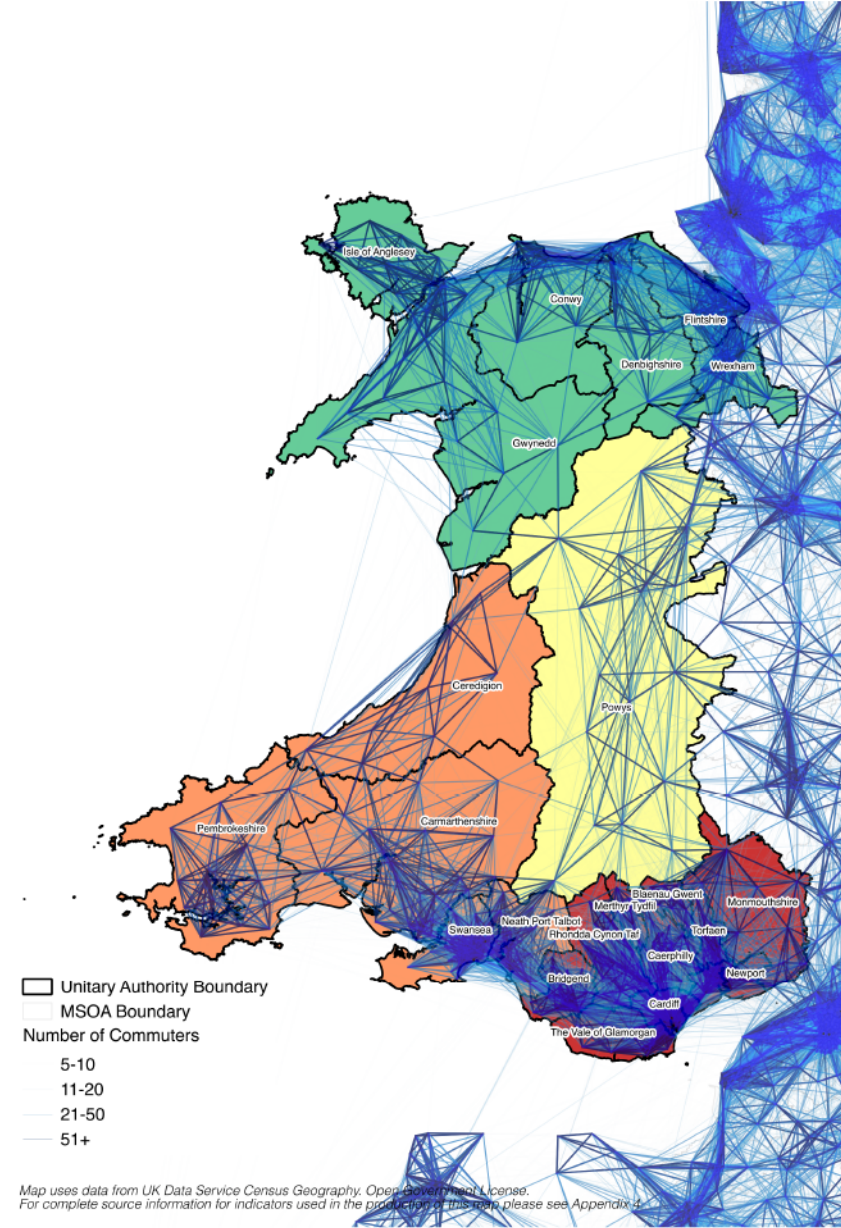 Isle of Anglesey
Conwy
Flintshire
Denbighshire
Wrexham
Gwynedd
Ceredigion
Powys
Carmarthenshire
Pembrokeshire
Blaenau Gwent
Merthyr Tydfil
Monmouthshire
Neath Port Talbot
Swansea
Rhondda Cynon Taf
Torfaen
Caerphilly
Newport
Bridgend
Cardiff
The Vale of Glamorgan
Unitary Authority Boundary
MSOA Boundary
Number of Commuters
5-10
11-20
21-50
51+
Map uses data from UK Data Service Census Geography. Open Government License.
For complete source information for indicators used in the production of this map please see Appendix 4.